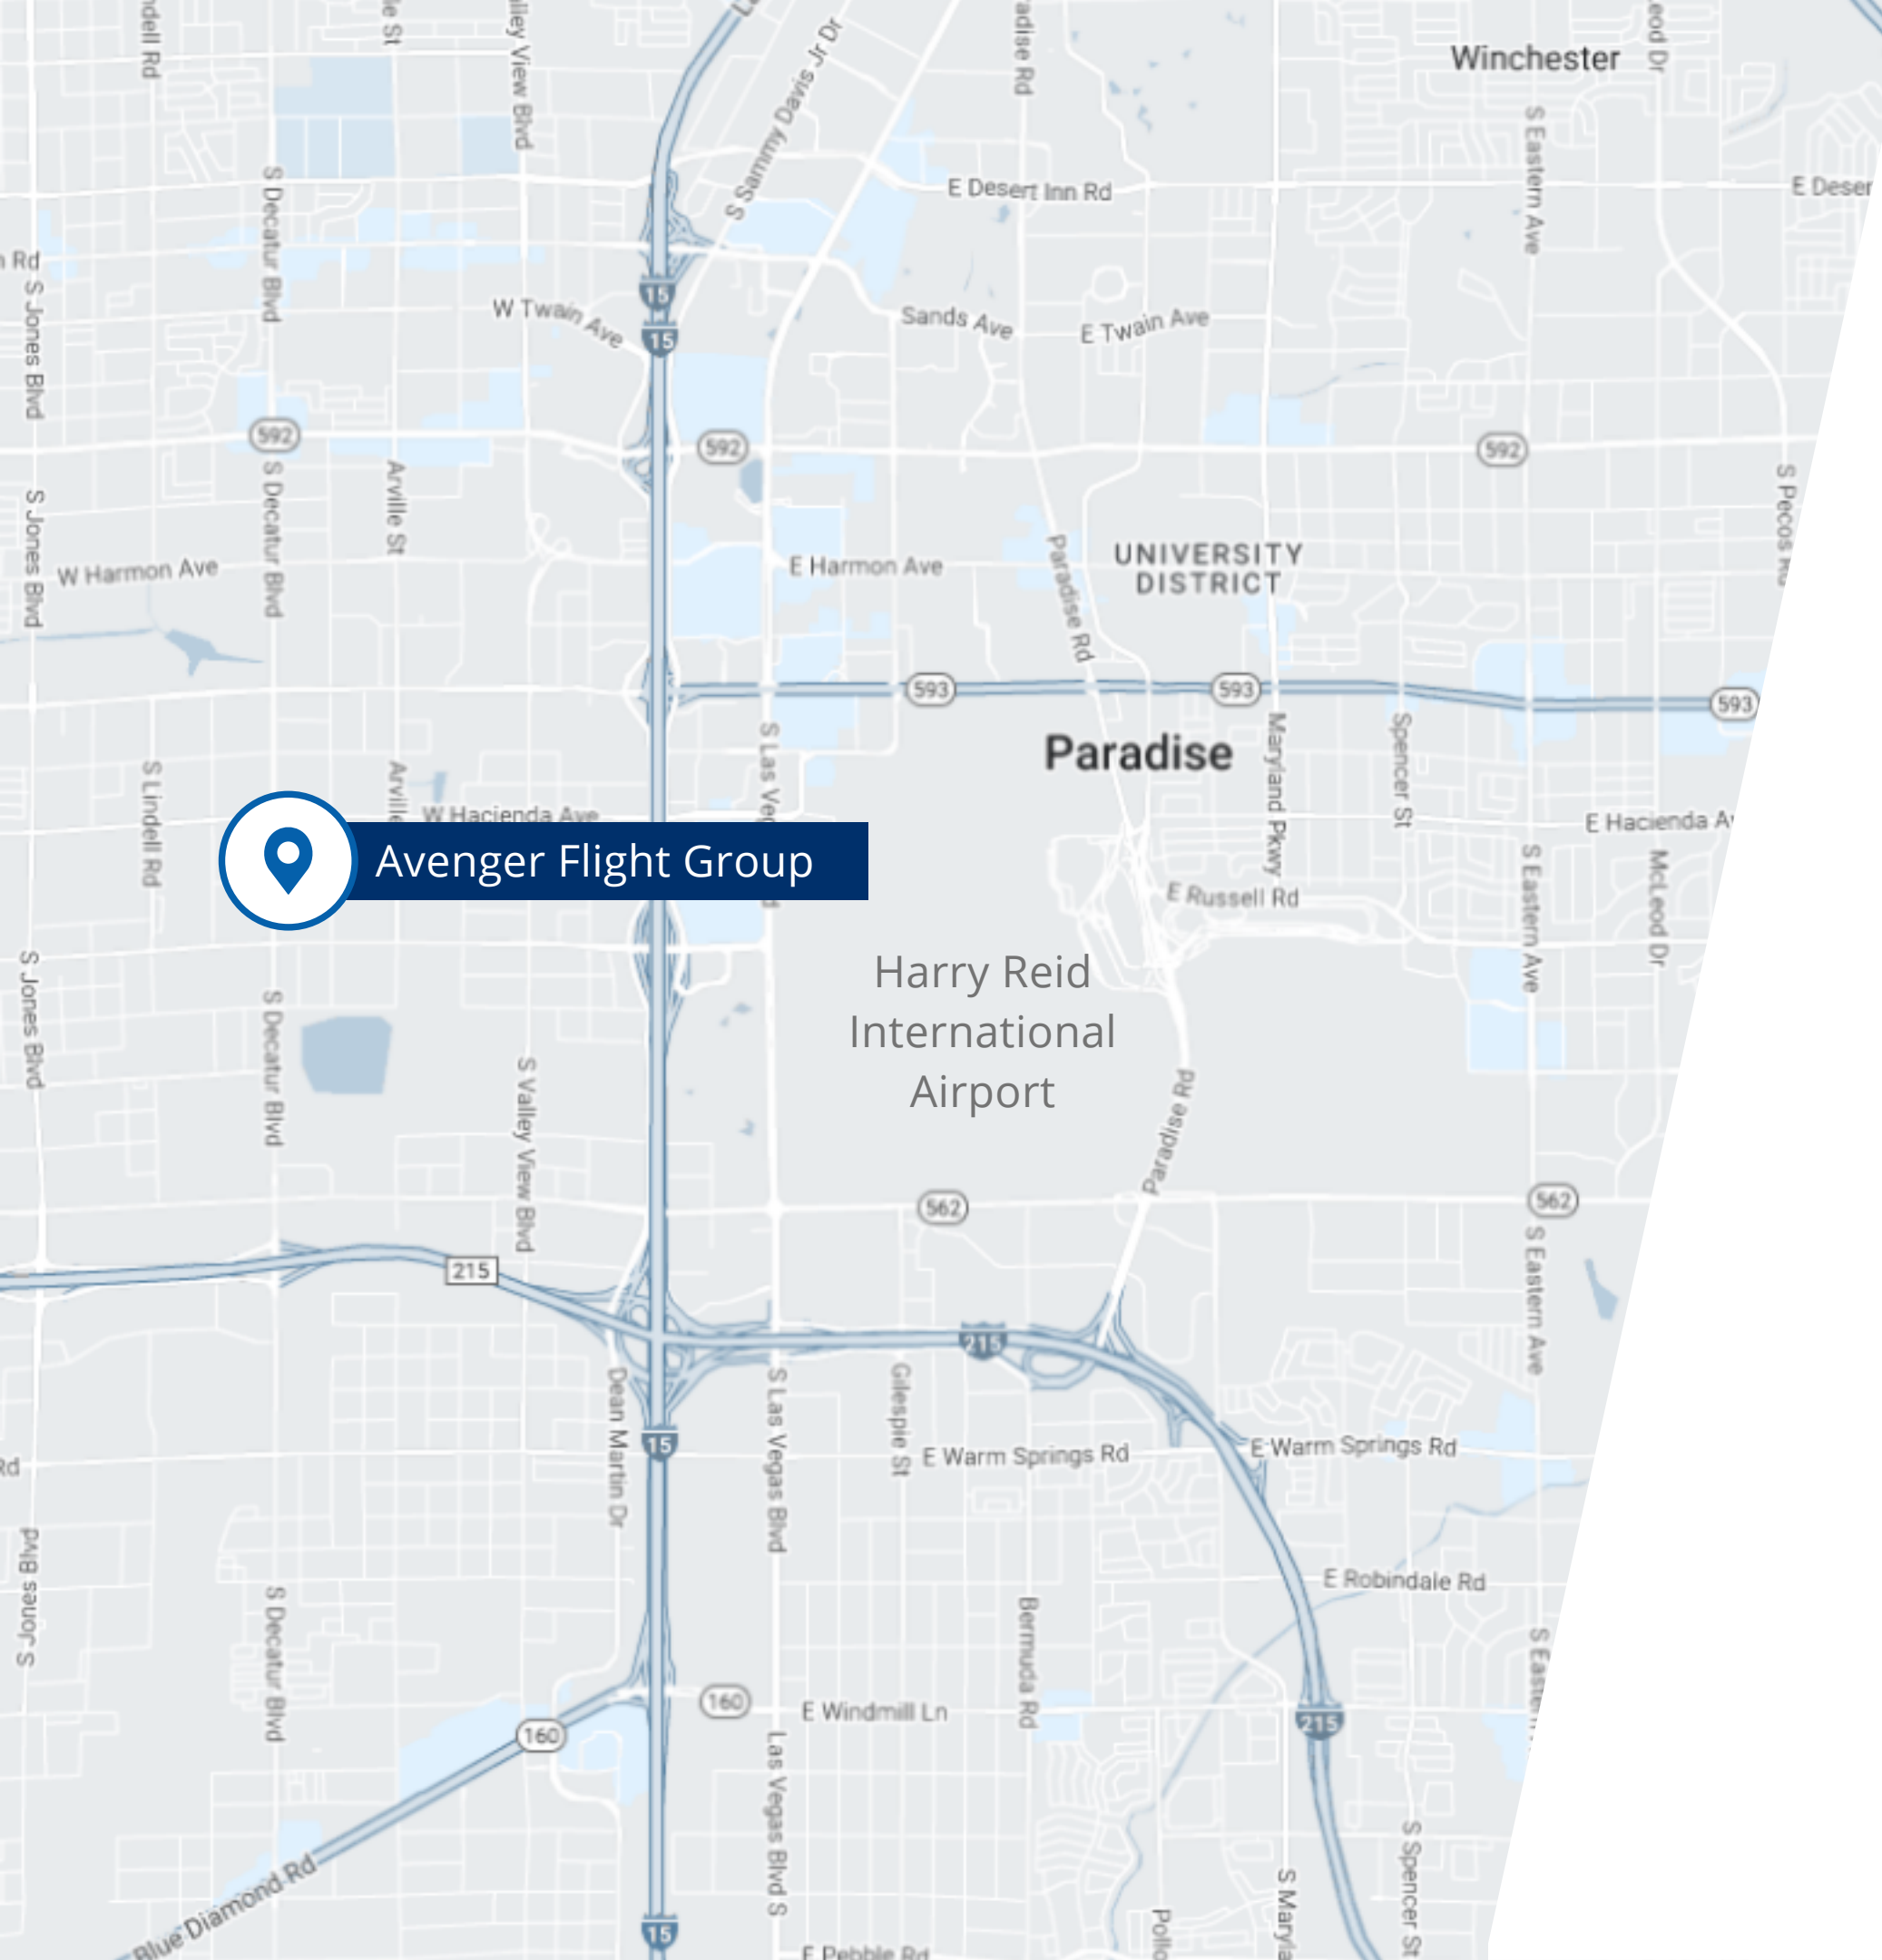 Winchester
S Sammy Davis Jr Dr
S Decatur Blvd
S Eastern Ave
E Desert Inn Rd
S Jones Blvd
W Twain Ave
15
15
Sands Ave
E Twain Ave
592
592
592
S Jones Blvd
S Decatur Blvd
Arville St
W Harmon Ave
E Harmon Ave
Paradise Rd
UNIVERSITY
DISTRICT
593
593
593
Paradise
S Lindell Rd
Arville
W Hacienda Ave
Maryland Pkwy
Spencer St
E Hacienda
Avenger Flight Group
S Eastern Ave
McLeod Dr
E Russell Rd
Harry Reid
International
Airport
S Jones Blvd
S Decatur Blvd
S Valley View Blvd
Paradise Rd
562
562
S Eastern Ave
215
215
Dean Martin Dr
S Las Vegas Blvd
Gilespie St
15
E Warm Springs Rd
E Warm Springs Rd
S Jones Blvd
S Decatur Blvd
E Robindale Rd
Bermuda Rd
160
160
E Windmill Ln
215
Las Vegas Blvd S
Blue Diamond Rd
S Spencer St
15
E Pebble Rd